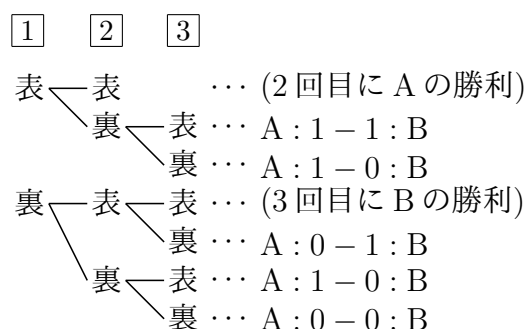 1 2 3
表 表 … (2 回目に A の勝利)
裏 表 … A : 1 − 1 : B
裏 … A : 1 − 0 : B
裏 表 表 … (3 回目に B の勝利)
裏 … A : 0 − 1 : B
裏 表 … A : 1 − 0 : B
裏 … A : 0 − 0 : B